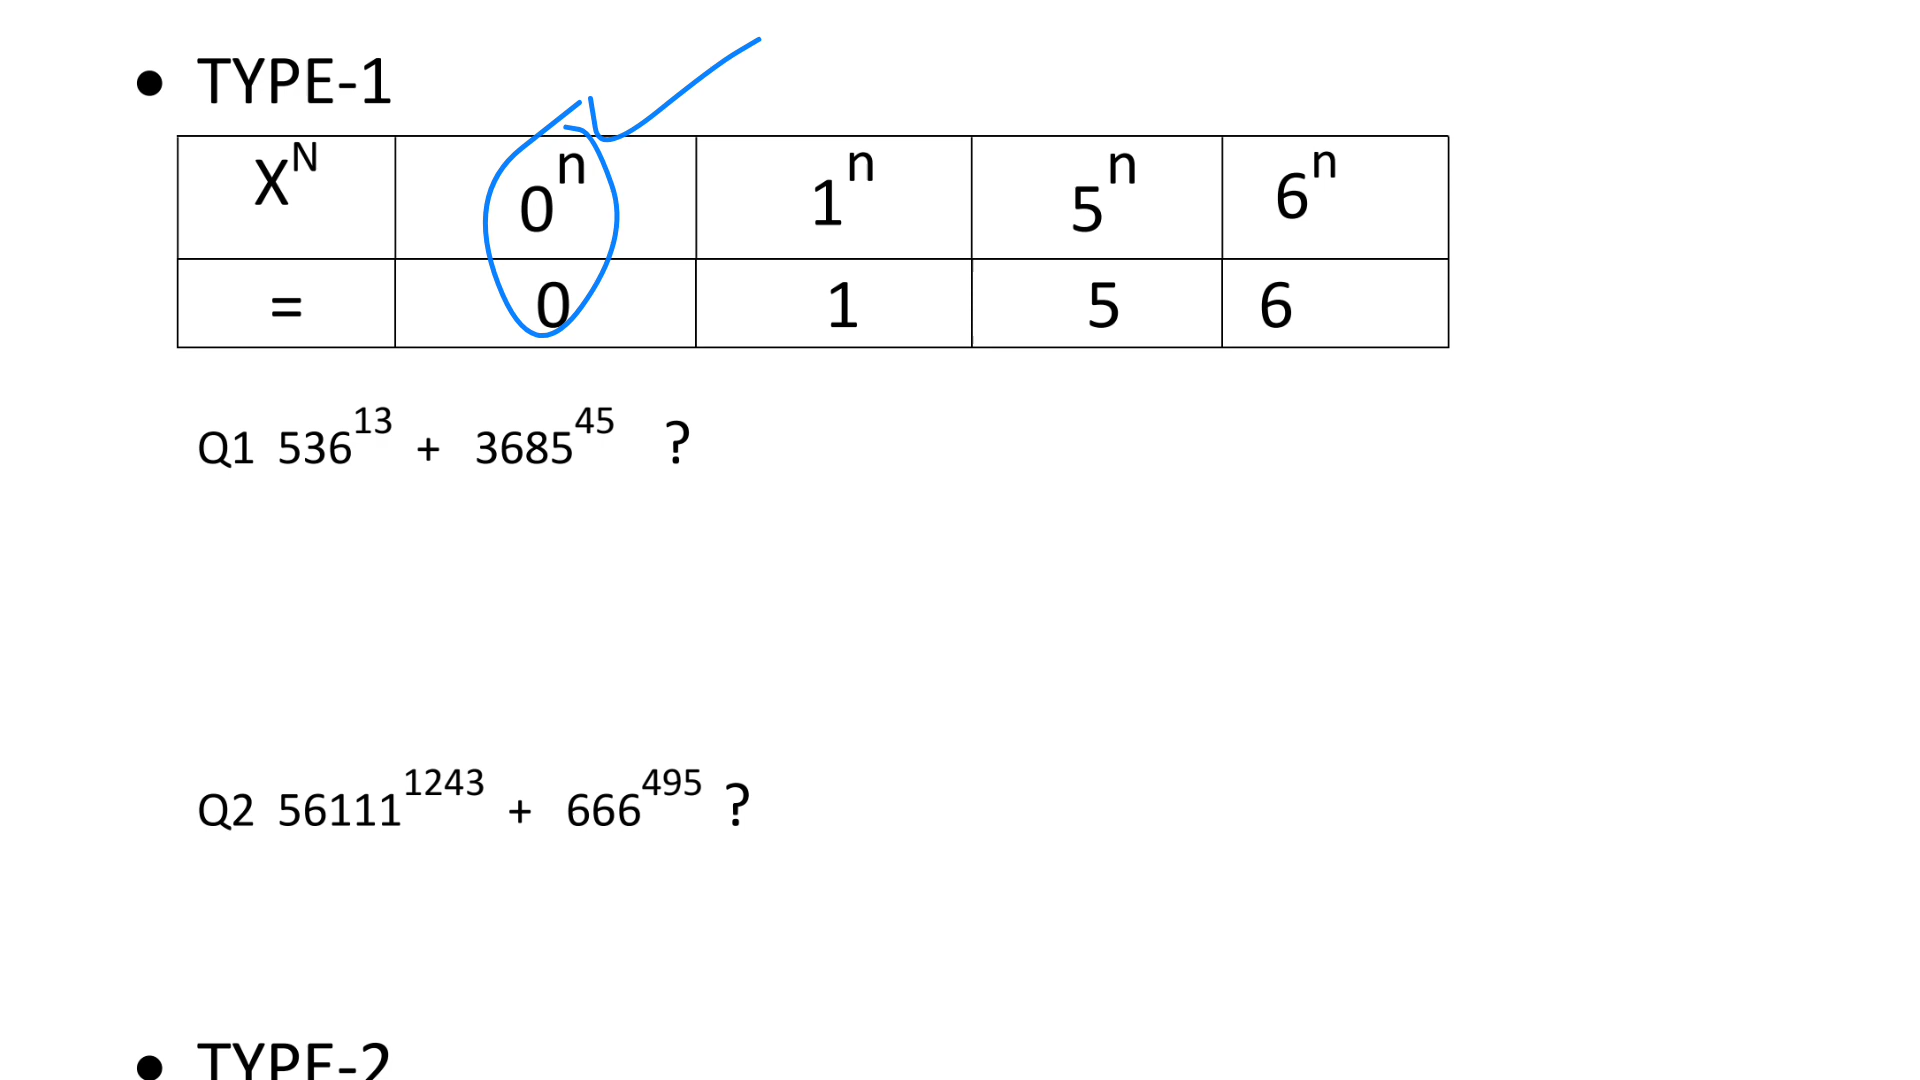 • TYPE-1
X^N 0^n 1^n 5^n 6^n
= 0 1 5 6
Q1 536^13 + 3685^45 ?
Q2 56111^1243 + 666^495 ?
• TYPE-2